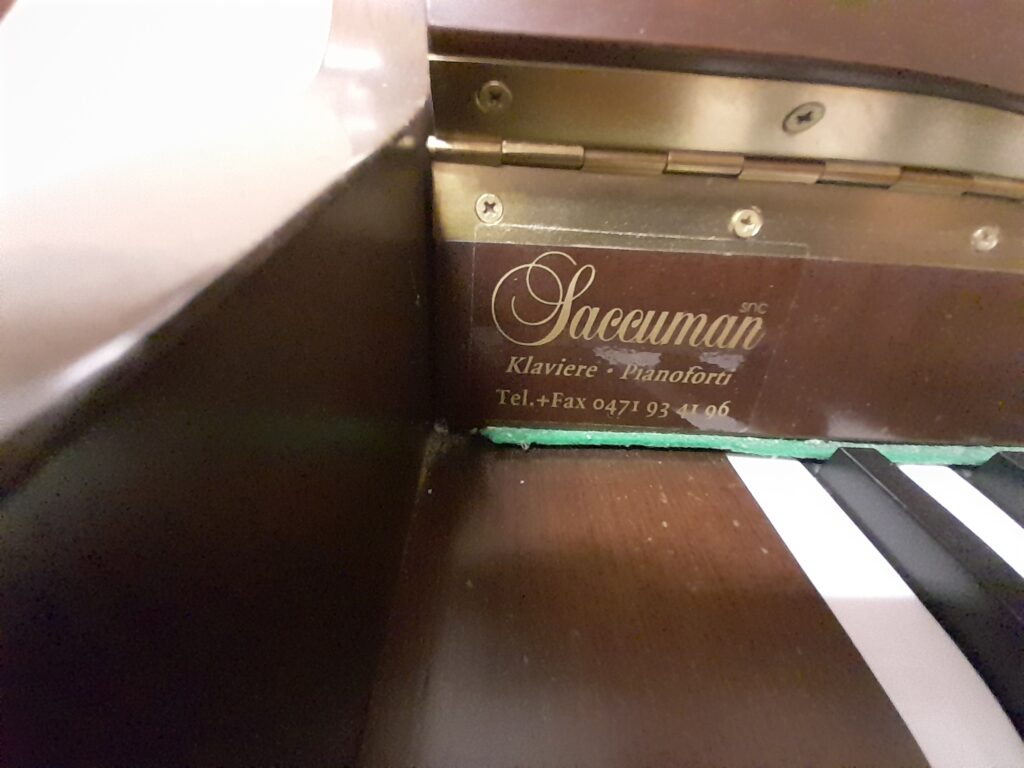 Saccuman snc
Klaviere · Pianoforti
Tel.+Fax 0471 93 41 96